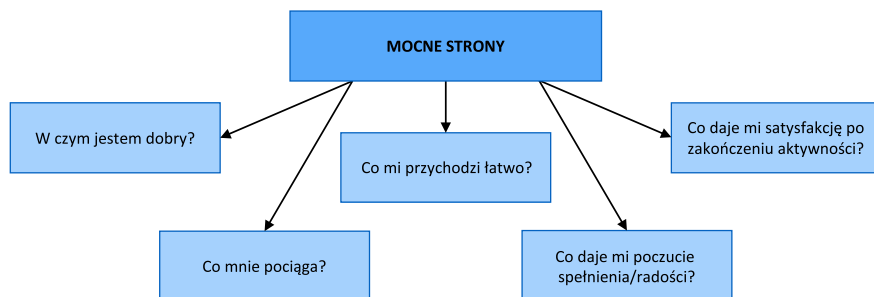 MOCNE STRONY
W czym jestem dobry?
Co mnie pociąga?
Co mi przychodzi łatwo?
Co daje mi poczucie
spełnienia/radości?
Co daje mi satysfakcję po
zakończeniu aktywności?